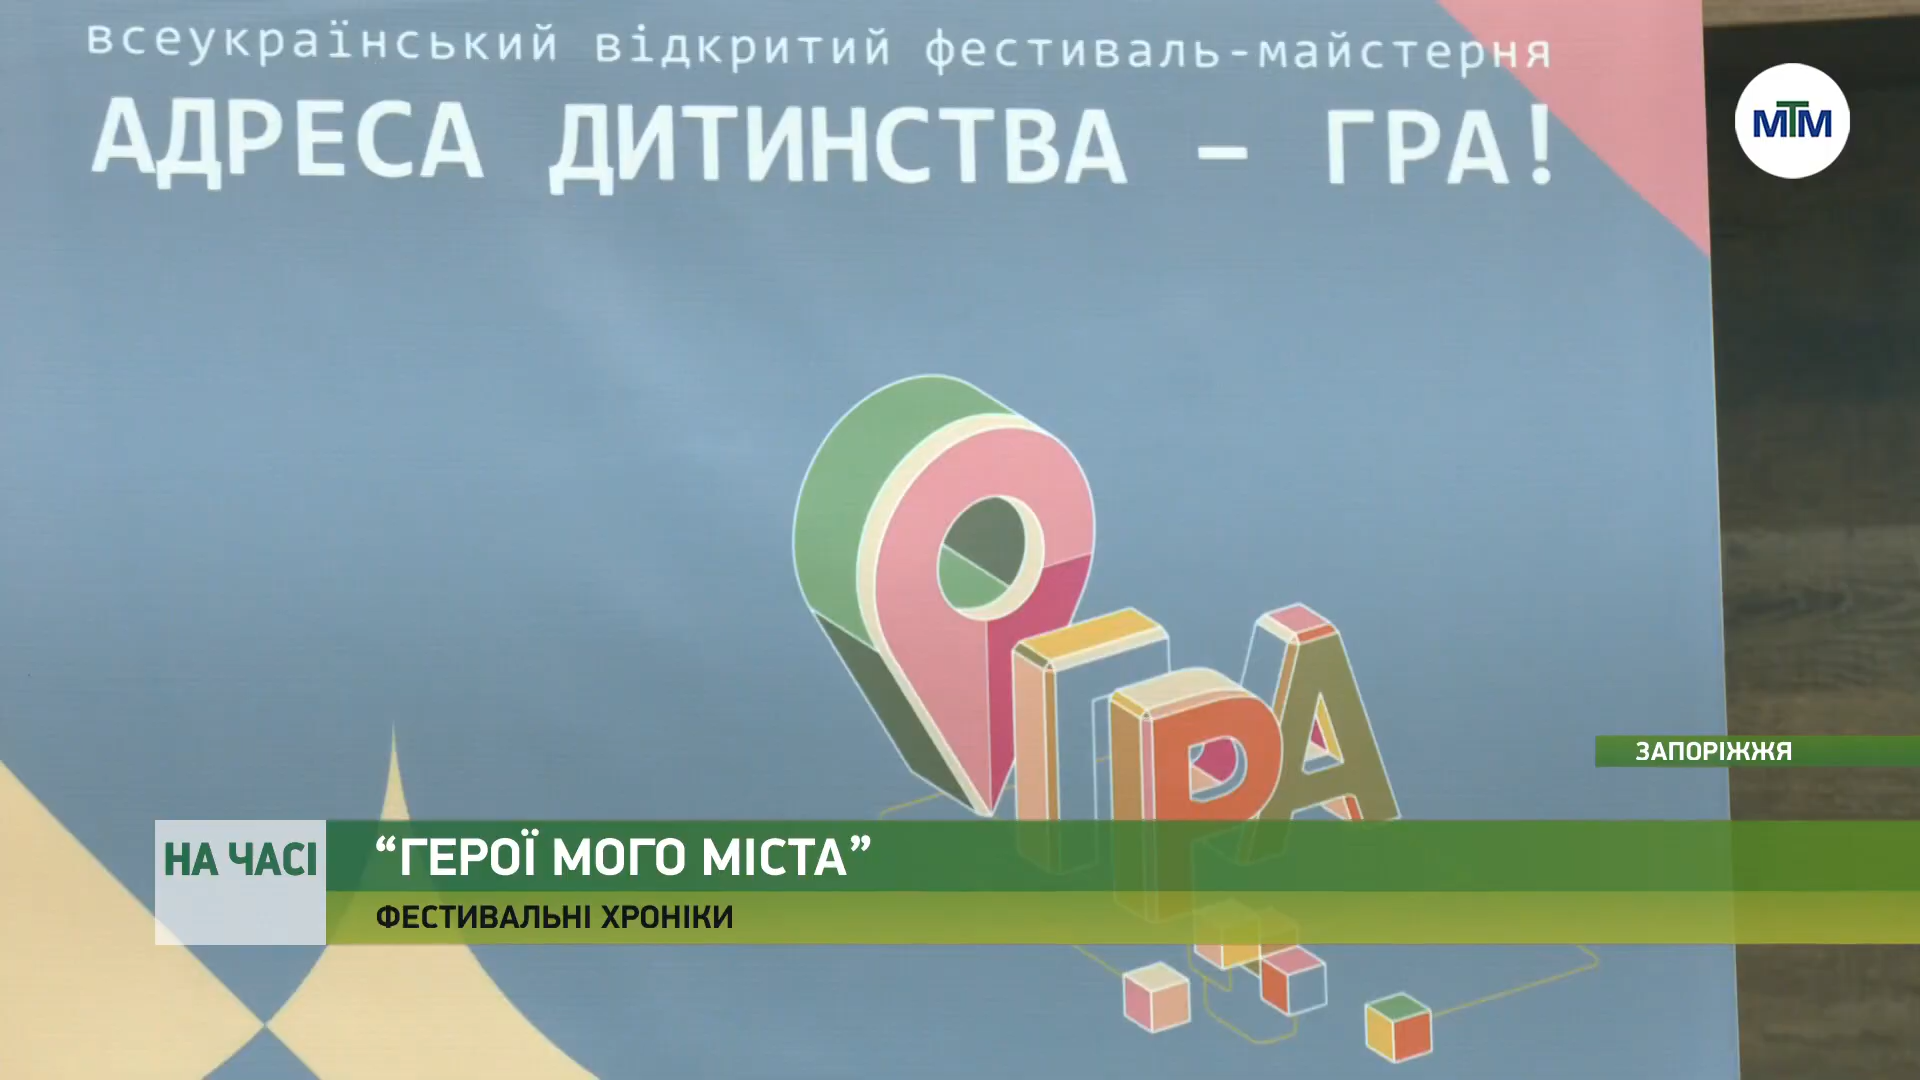 всеукраїнський відкритий фестиваль-майстерня
АДРЕСА ДИТИНСТВА – ГРА!
МТМ
ГРА
ЗАПОРІЖЖЯ
НА ЧАСІ
“ГЕРОЇ МОГО МІСТА”
ФЕСТИВАЛЬНІ ХРОНІКИ